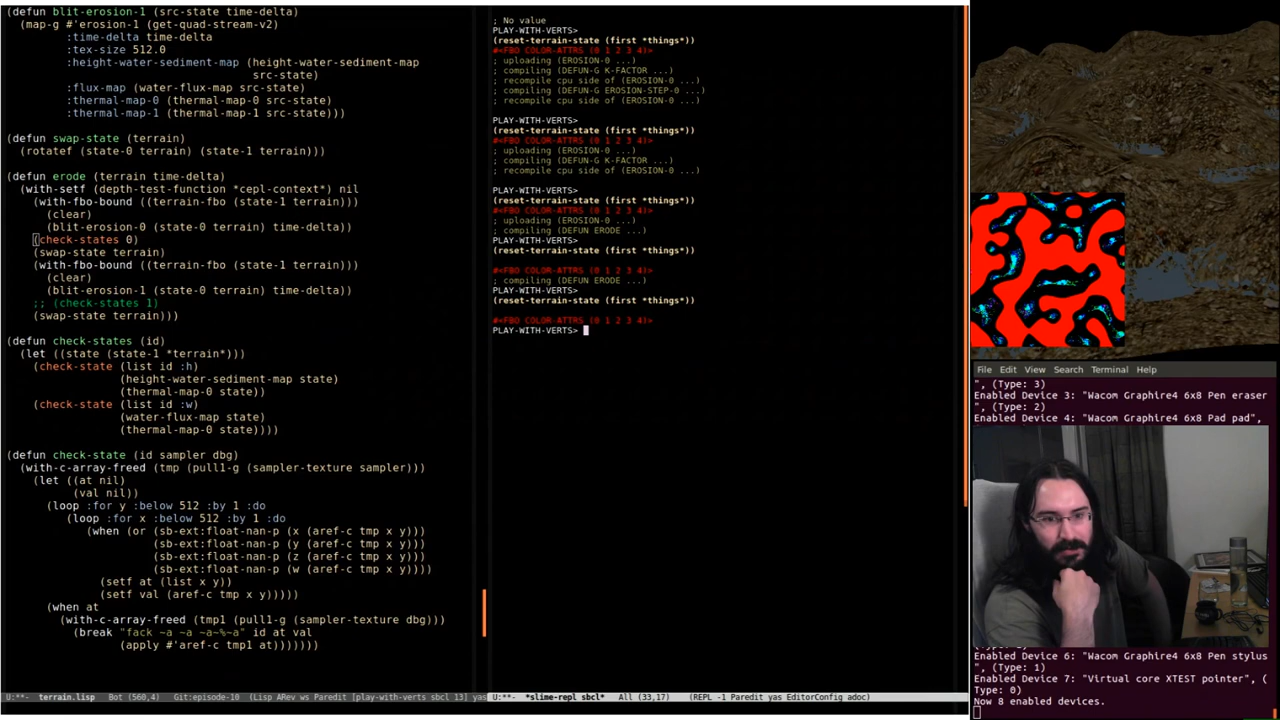 (defun blit-erosion-1 (src-state time-delta)
(map-g #'erosion-1 (get-quad-stream-v2)
:time-delta time-delta
:tex-size 512.0
:height-water-sediment-map (height-water-sediment-map
src-state)
:flux-map (water-flux-map src-state)
:thermal-map-0 (thermal-map-0 src-state)
:thermal-map-1 (thermal-map-1 src-state)))
(defun swap-state (terrain)
(rotatef (state-0 terrain) (state-1 terrain)))
(defun erode (terrain time-delta)
(with-setf (depth-test-function *cepl-context*) nil
(with-fbo-bound ((terrain-fbo (state-1 terrain)))
(clear)
(blit-erosion-0 (state-0 terrain) time-delta))
(check-states 0)
(swap-state terrain)
(with-fbo-bound ((terrain-fbo (state-1 terrain)))
(clear)
(blit-erosion-1 (state-0 terrain) time-delta))
;; (check-states 1)
(swap-state terrain)))
(defun check-states (id)
(let ((state (state-1 *terrain*)))
(check-state (list id :h)
(height-water-sediment-map state)
(thermal-map-0 state))
(check-state (list id :w)
(water-flux-map state)
(thermal-map-0 state))))
(defun check-state (id sampler dbg)
(with-c-array-freed (tmp (pull1-g (sampler-texture sampler)))
(let ((at nil)
(val nil))
(loop :for y :below 512 :by 1 :do
(loop :for x :below 512 :by 1 :do
(when (or (sb-ext:float-nan-p (x (aref-c tmp x y)))
(sb-ext:float-nan-p (y (aref-c tmp x y)))
(sb-ext:float-nan-p (z (aref-c tmp x y)))
(sb-ext:float-nan-p (w (aref-c tmp x y))))
(setf at (list x y))
(setf val (aref-c tmp x y)))))
(when at
(with-c-array-freed (tmp1 (pull1-g (sampler-texture dbg)))
(break "fack ~a ~a ~a~%~a" id at val
(apply #'aref-c tmp1 at)))))))
U:**- terrain.lisp Bot (560,4) Git:episode-10 (Lisp ARev ws Paredit [play-with-verts sbcl 13] yas
; No value
PLAY-WITH-VERTS>
(reset-terrain-state (first *things*))
#<FBO COLOR-ATTRS (0 1 2 3 4)>
; uploading (EROSION-0 ...)
; compiling (DEFUN-G K-FACTOR ...)
; recompile cpu side of (EROSION-0 ...)
; compiling (DEFUN-G EROSION-STEP-0 ...)
; recompile cpu side of (EROSION-0 ...)
PLAY-WITH-VERTS>
(reset-terrain-state (first *things*))
#<FBO COLOR-ATTRS (0 1 2 3 4)>
; uploading (EROSION-0 ...)
; compiling (DEFUN-G K-FACTOR ...)
; recompile cpu side of (EROSION-0 ...)
PLAY-WITH-VERTS>
(reset-terrain-state (first *things*))
#<FBO COLOR-ATTRS (0 1 2 3 4)>
; uploading (EROSION-0 ...)
; compiling (DEFUN ERODE ...)
PLAY-WITH-VERTS>
(reset-terrain-state (first *things*))
#<FBO COLOR-ATTRS (0 1 2 3 4)>
; compiling (DEFUN ERODE ...)
PLAY-WITH-VERTS>
(reset-terrain-state (first *things*))
#<FBO COLOR-ATTRS (0 1 2 3 4)>
PLAY-WITH-VERTS>
U:**- *slime-repl sbcl* All (33,17) (REPL -1 Paredit yas EditorConfig adoc)
File Edit View Search Terminal Help
", (Type: 3)
Enabled Device 3: "Wacom Graphire4 6x8 Pen eraser
", (Type: 2)
Enabled Device 4: "Wacom Graphire4 6x8 Pad pad",
Enabled Device 6: "Wacom Graphire4 6x8 Pen stylus
", (Type: 1)
Enabled Device 7: "Virtual core XTEST pointer", (
Type: 0)
Now 8 enabled devices.